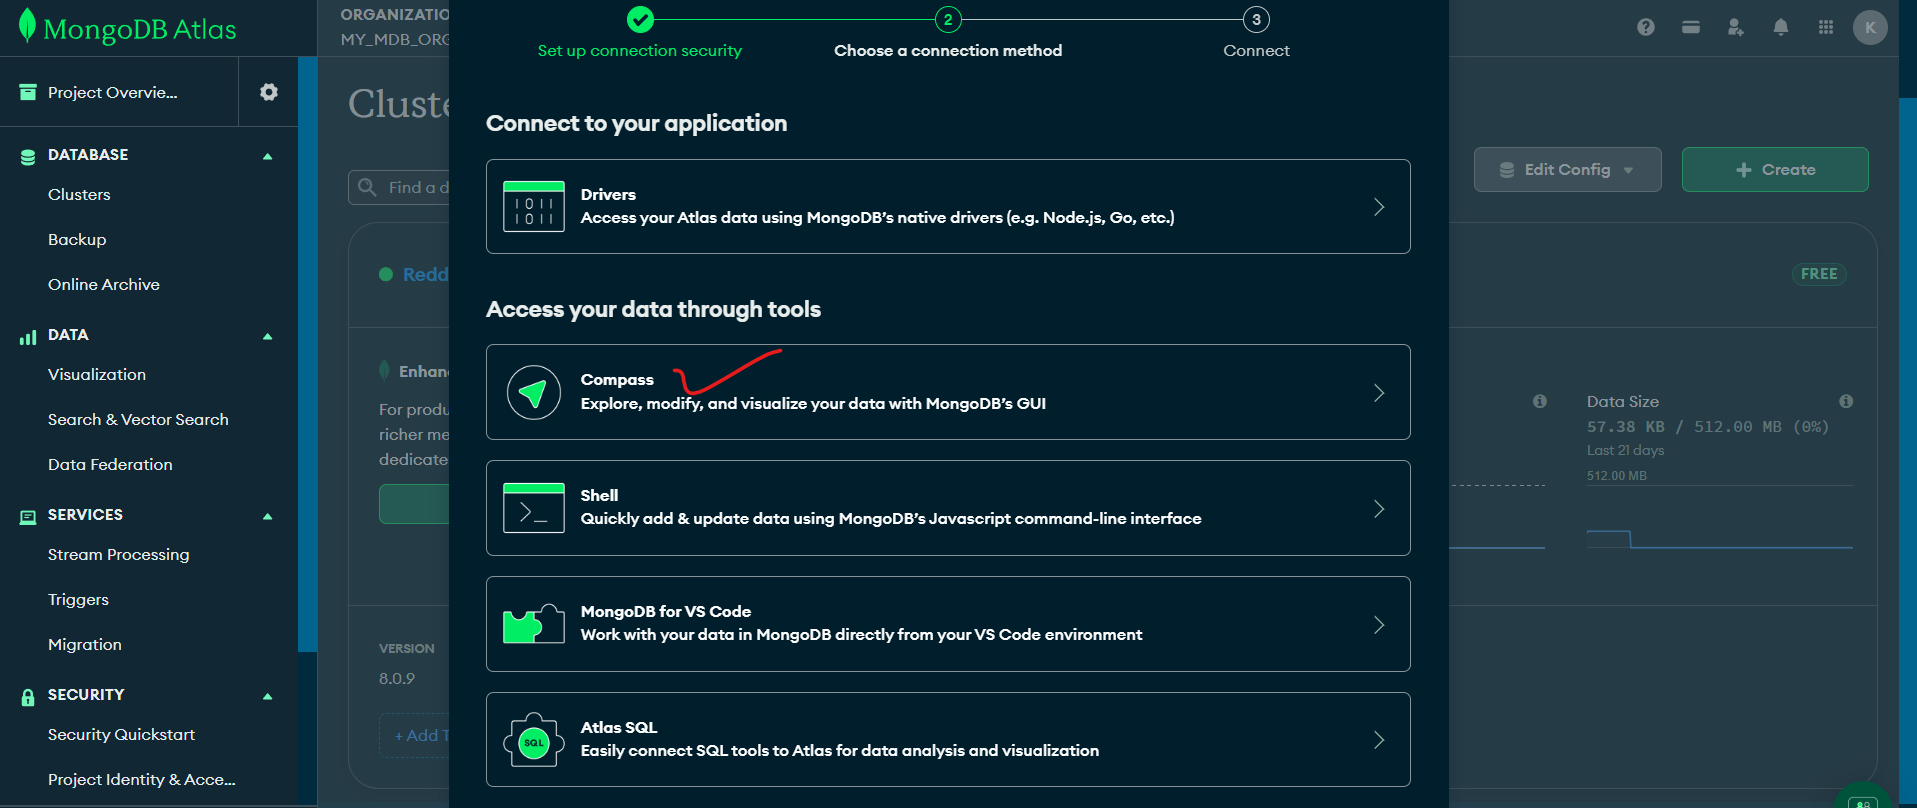 MongoDB Atlas
ORGANIZATIO
MY_MDB_ORG
2
3
Set up connection security
Choose a connection method
Connect
K
Project Overvie...
Cluste
Connect to your application
DATABASE
Clusters
Backup
Online Archive
Find a d
Edit Config
+ Create
Drivers
Access your Atlas data using MongoDB's native drivers (e.g. Node.js, Go, etc.)
Redd
FREE
Access your data through tools
DATA
Visualization
Search & Vector Search
Data Federation
Enhan
For produ
richer me
dedicate
Compass
Explore, modify, and visualize your data with MongoDB's GUI
Data Size
57.38 KB / 512.00 MB (0%)
Last 21 days
512.00 MB
Shell
Quickly add & update data using MongoDB's Javascript command-line interface
SERVICES
Stream Processing
Triggers
Migration
MongoDB for VS Code
Work with your data in MongoDB directly from your VS Code environment
VERSION
8.0.9
+ Add T
SECURITY
Security Quickstart
Project Identity & Acce...
SQL
Atlas SQL
Easily connect SQL tools to Atlas for data analysis and visualization